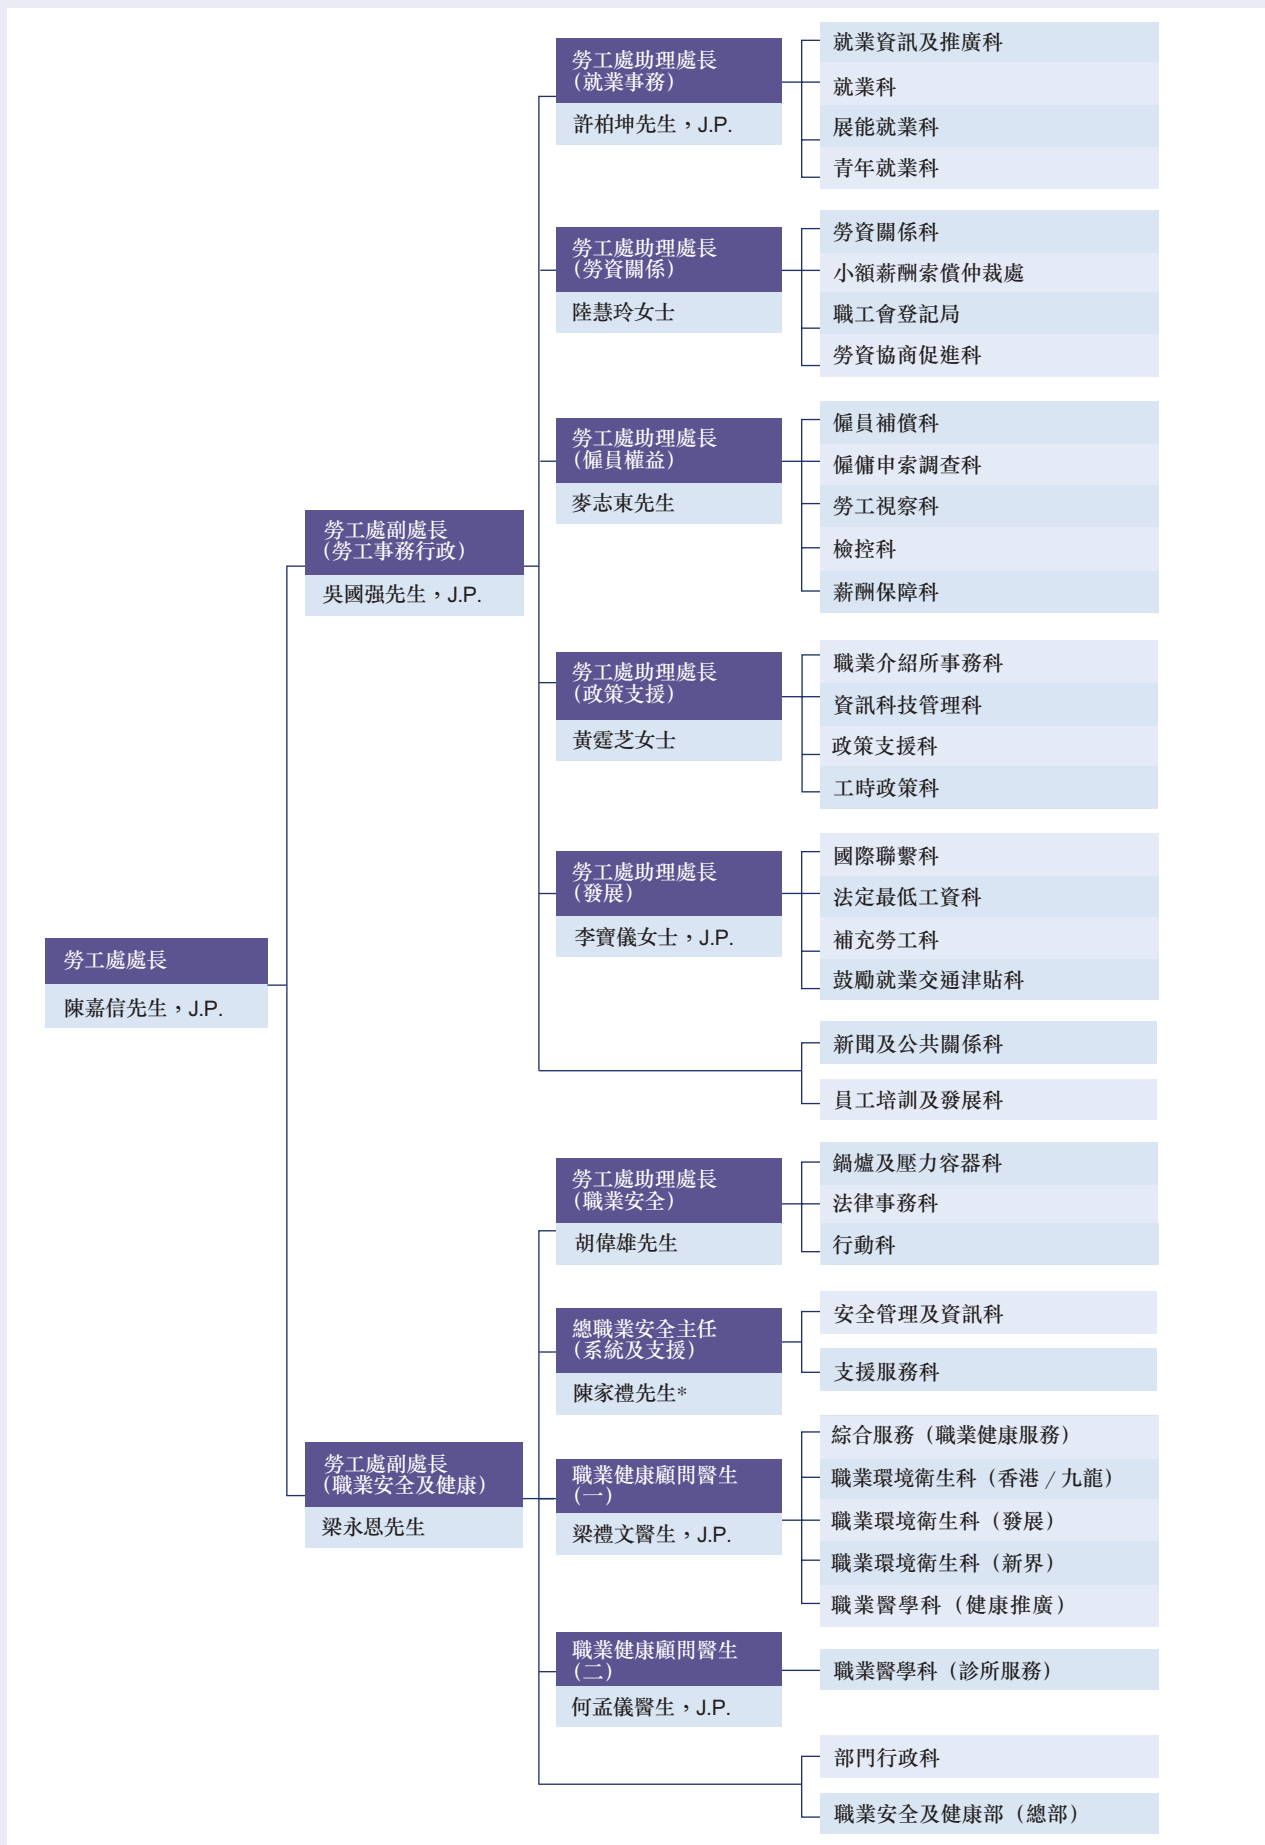 勞工處處長
陳嘉信先生，J.P.
勞工處副處長
（勞工事務行政）
吳國强先生，J.P.
勞工處助理處長
（就業事務）
許柏坤先生，J.P.
就業資訊及推廣科
就業科
展能就業科
青年就業科
勞工處助理處長
（勞資關係）
陸慧玲女士
勞資關係科
小額薪酬索償仲裁處
職工會登記局
勞資協商促進科
勞工處助理處長
（僱員權益）
麥志東先生
僱員補償科
僱傭申索調查科
勞工視察科
檢控科
薪酬保障科
勞工處助理處長
（政策支援）
黃霆芝女士
職業介紹所事務科
資訊科技管理科
政策支援科
工時政策科
勞工處助理處長
（發展）
李寶儀女士，J.P.
國際聯繫科
法定最低工資科
補充勞工科
鼓勵就業交通津貼科
新聞及公共關係科
員工培訓及發展科
勞工處副處長
（職業安全及健康）
梁永恩先生
勞工處助理處長
（職業安全）
胡偉雄先生
鍋爐及壓力容器科
法律事務科
行動科
總職業安全主任
（系統及支援）
陳家禮先生*
安全管理及資訊科
支援服務科
職業健康顧問醫生
（一）
梁禮文醫生，J.P.
綜合服務（職業健康服務）
職業環境衛生科（香港 / 九龍）
職業環境衛生科（發展）
職業環境衛生科（新界）
職業醫學科（健康推廣）
職業健康顧問醫生
（二）
何孟儀醫生，J.P.
職業醫學科（診所服務）
部門行政科
職業安全及健康部（總部）